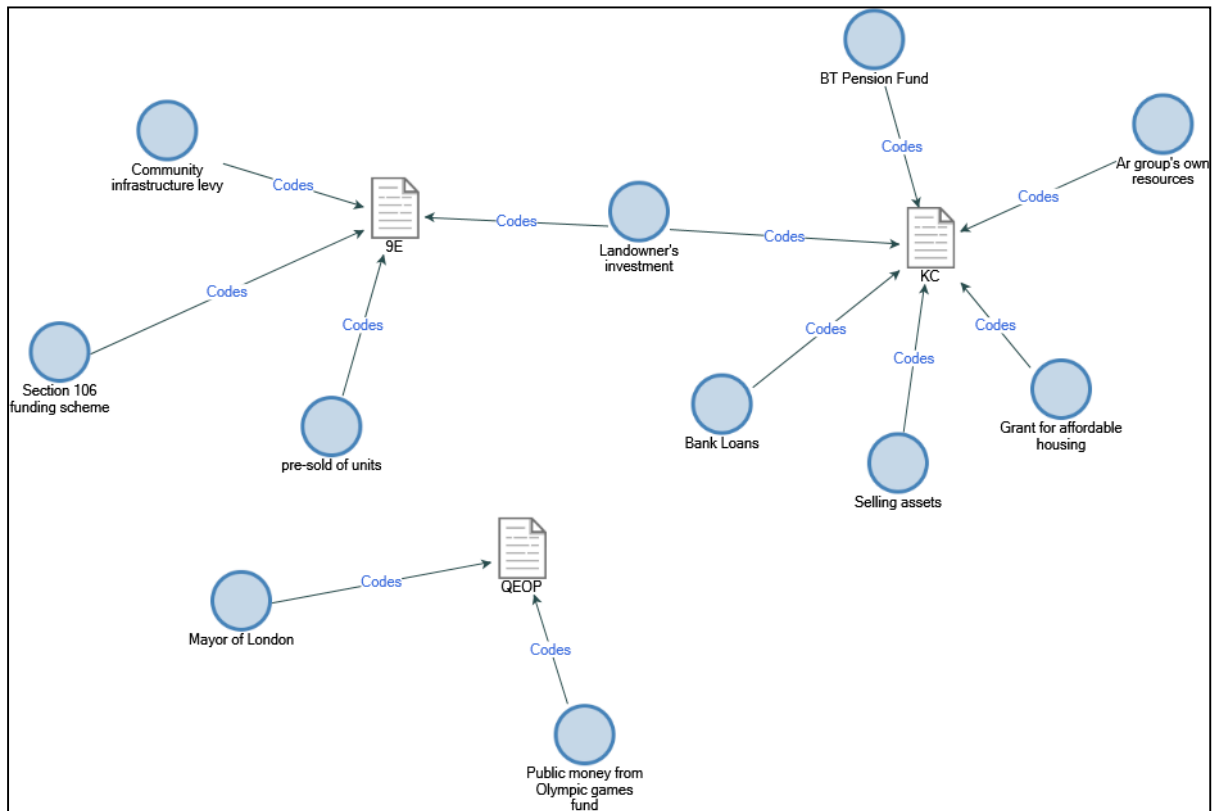 BT Pension Fund
Community
infrastructure levy
Codes
9E
Codes
Landowner's
investment
Codes
Codes
Ar group's own
resources
Codes
KC
Codes
Section 106
funding scheme
Codes
pre-sold of units
Codes
Bank Loans
Codes
Selling assets
Codes
Grant for affordable
housing
QEOP
Codes
Mayor of London
Codes
Public money from
Olympic games
fund